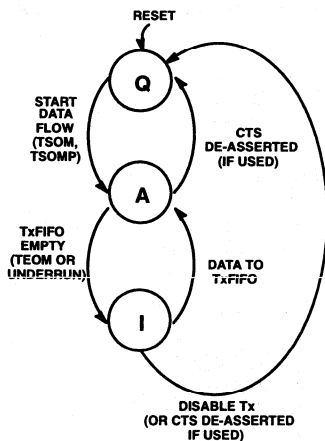 RESET
Q
START
DATA
FLOW
(TSOM,
TSOMP)
CTS
DE-ASSERTED
(IF USED)
A
TxFIFO
EMPTY
(TEOM OR
UNDERRUN)
DATA TO
TxFIFO
I
DISABLE Tx
(OR CTS DE-ASSERTED
IF USED)